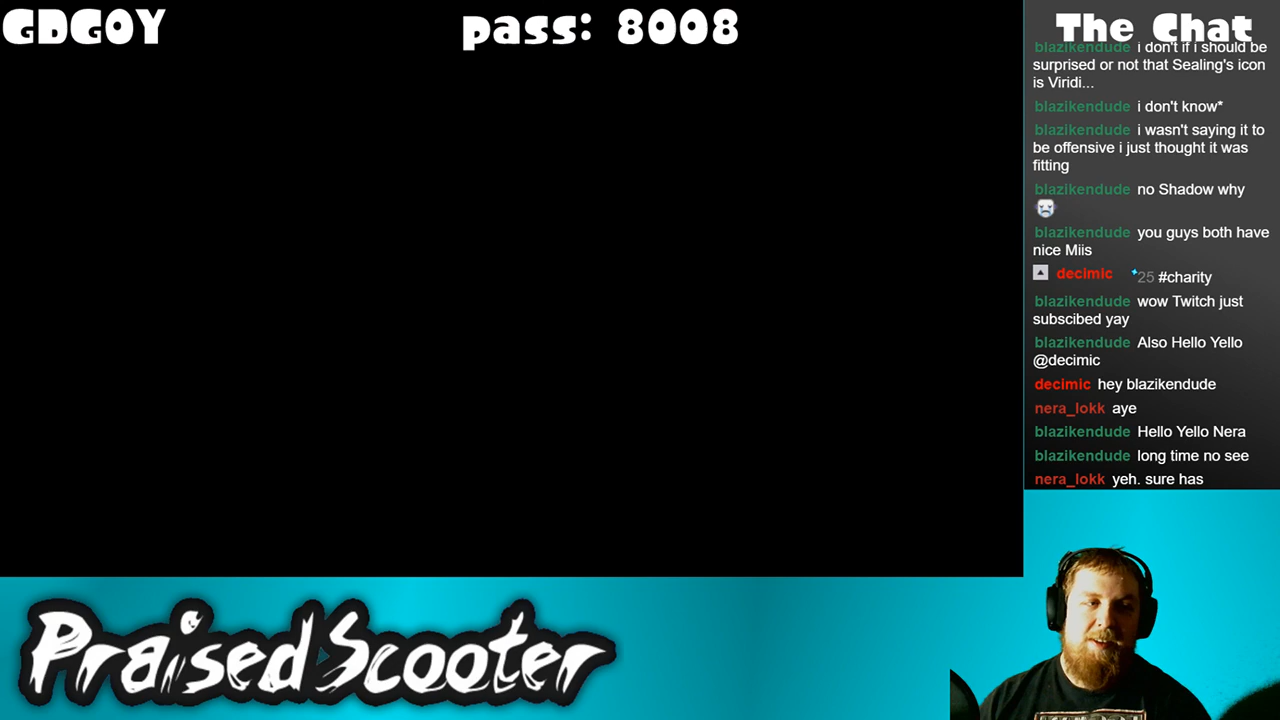 GDG0Y
pass: 8008
The Chat
blazikendude i don't if i should be
surprised or not that Sealing's icon
is Viridi...
blazikendude i don't know*
blazikendude i wasn't saying it to
be offensive i just thought it was
fitting
blazikendude no Shadow why
blazikendude you guys both have
nice Miis
decimic 25 #charity
blazikendude wow Twitch just
subscibed yay
blazikendude Also Hello Yello
@decimic
decimic hey blazikendude
nera_lokk aye
blazikendude Hello Yello Nera
blazikendude long time no see
nera_lokk yeh. sure has
PraisedScooter